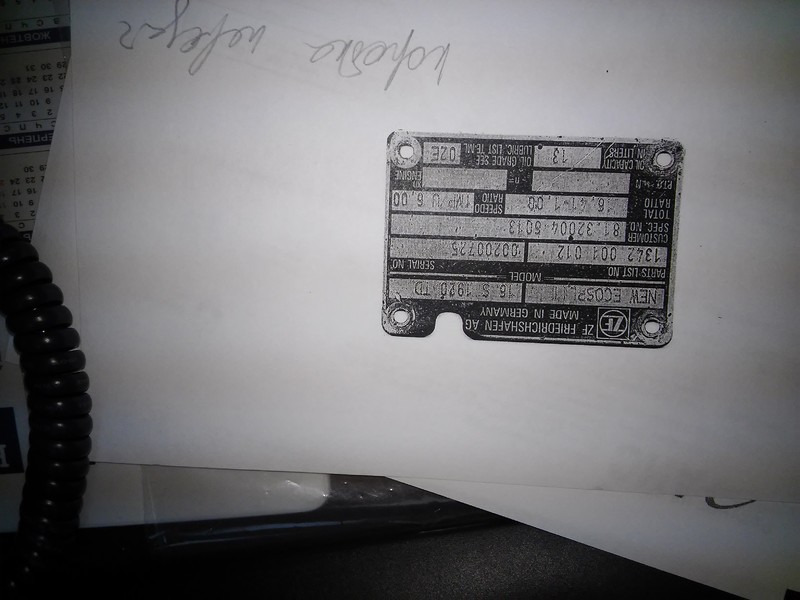 ZF FRIEDRICHSHAFEN AG
MADE IN GERMANY
NEW ECOSPLIT 16 S 1920 TD
MODEL
PARTS LIST NO. SERIAL NO.
1342 001 012 00200725
CUSTOMER SPEC. NO. 81.32004-6013
TOTAL RATIO 16,41-1,00 SPEEDO RATIO IMP U 6,00
P.T.O.-M.N n= ENGINE
OIL CAPACITY IN LITERS 13 OIL GRADE SEE LUBRIC. LIST TE-ML 02E
коробка передач
ЖОВТЕНЬ